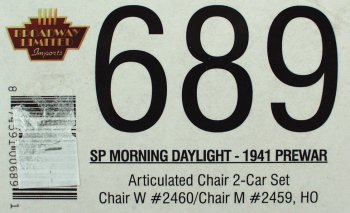 BROADWAY
LIMITED
Imports
689
SP MORNING DAYLIGHT - 1941 PREWAR
Articulated Chair 2-Car Set
Chair W #2460/Chair M #2459, HO